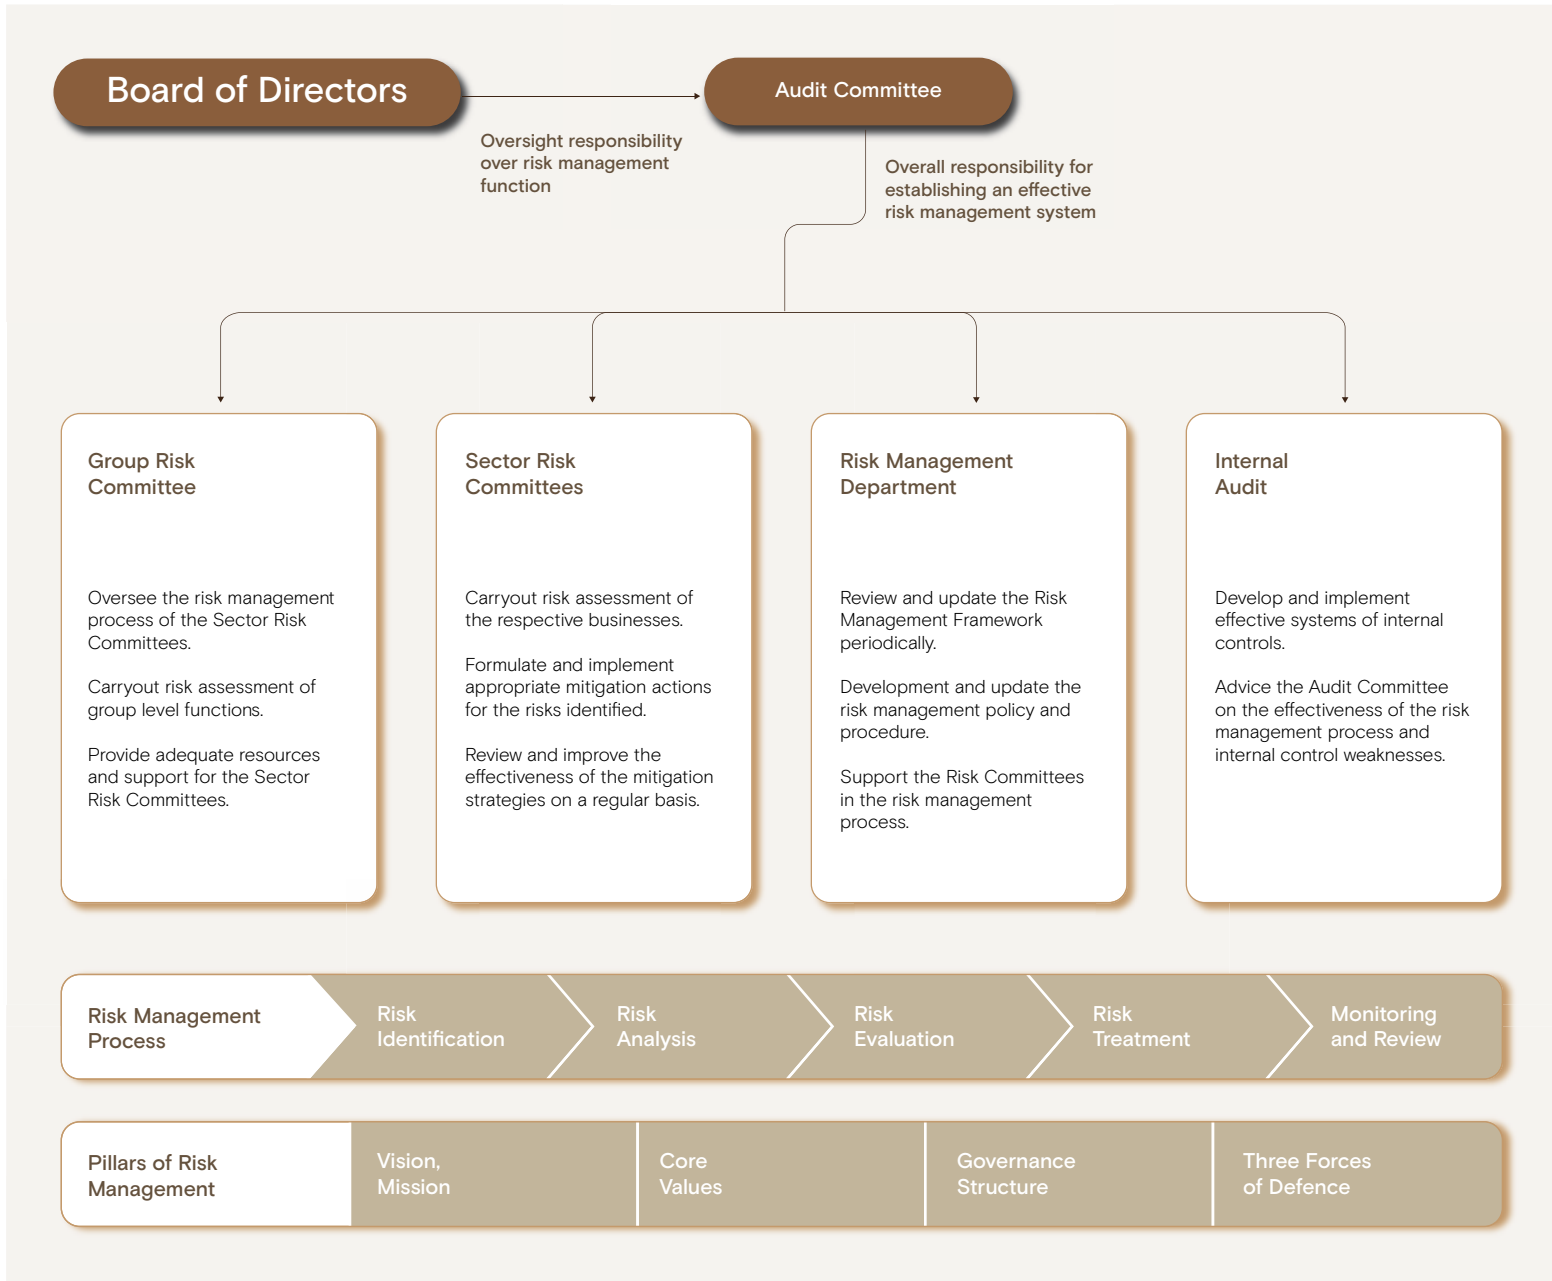 Board of Directors
Audit Committee
Oversight responsibility
over risk management
function
Overall responsibility for
establishing an effective
risk management system
Group Risk
Committee
Oversee the risk management
process of the Sector Risk
Committees.
Carryout risk assessment of
group level functions.
Provide adequate resources
and support for the Sector
Risk Committees.
Sector Risk
Committees
Carryout risk assessment of
the respective businesses.
Formulate and implement
appropriate mitigation actions
for the risks identified.
Review and improve the
effectiveness of the mitigation
strategies on a regular basis.
Risk Management
Department
Review and update the Risk
Management Framework
periodically.
Development and update the
risk management policy and
procedure.
Support the Risk Committees
in the risk management
process.
Internal
Audit
Develop and implement
effective systems of internal
controls.
Advice the Audit Committee
on the effectiveness of the risk
management process and
internal control weaknesses.
Risk Management
Process
Risk
Identification
Risk
Analysis
Risk
Evaluation
Risk
Treatment
Monitoring
and Review
Pillars of Risk
Management
Vision,
Mission
Core
Values
Governance
Structure
Three Forces
of Defence